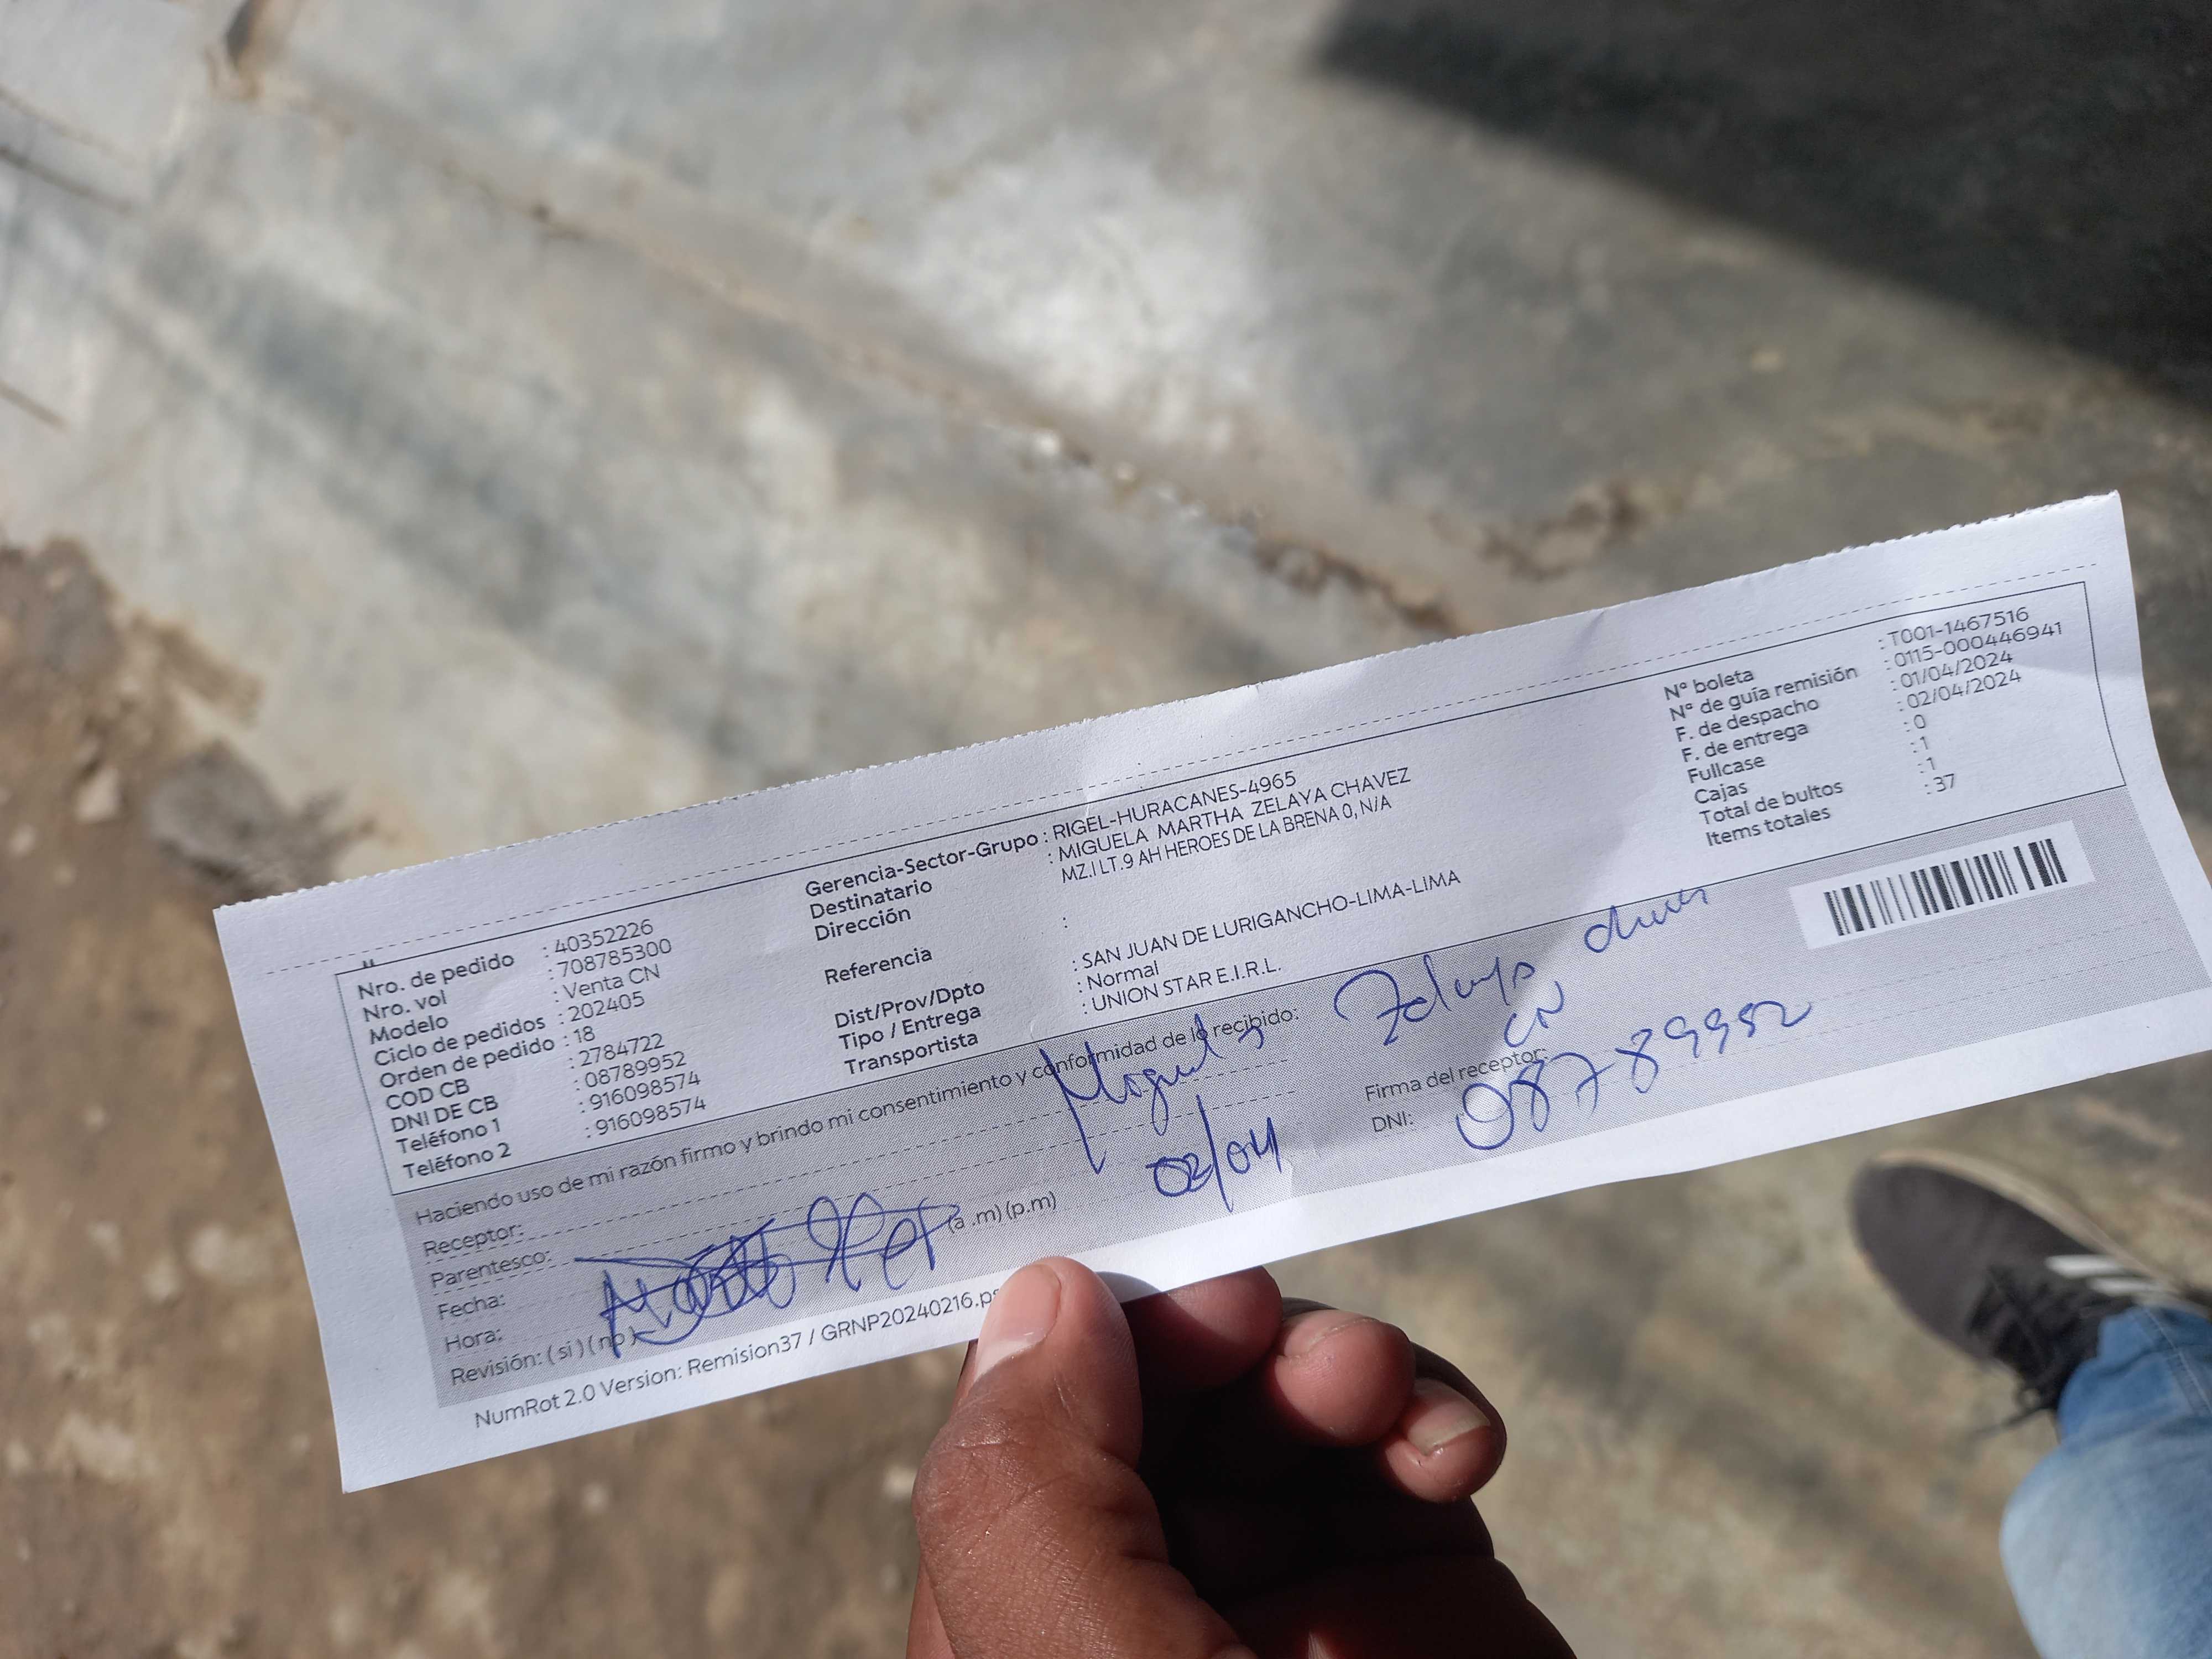 Nro. de pedido : 40352226
Nro. vol : 708785300
Modelo : Venta CN
Ciclo de pedidos : 202405
Orden de pedido : 18
COD CB : 2784722
DNI DE CB : 08789952
Teléfono 1 : 916098574
Teléfono 2 : 916098574
Gerencia-Sector-Grupo : RIGEL-HURACANES-4965
Destinatario : MIGUELA MARTHA ZELAYA CHAVEZ
Dirección MZ.I LT.9 AH HEROES DE LA BRENA 0, N/A
Referencia :
Dist/Prov/Dpto : SAN JUAN DE LURIGANCHO-LIMA-LIMA
Tipo / Entrega : Normal
Transportista : UNION STAR E.I.R.L.
Nº boleta : T001-1467516
Nº de guía remisión : 0115-000446941
F. de despacho : 01/04/2024
F. de entrega : 02/04/2024
Fullcase : 0
Cajas : 1
Total de bultos : 1
Items totales : 37
Haciendo uso de mi razón firmo y brindo mi consentimiento y conformidad de lo recibido:
Receptor: Zelaya
Parentesco: CN
Fecha: 02/04
Hora: (a .m) (p.m)
Revisión: ( si ) ( no )
Firma del receptor:
DNI: 08789952
NumRot 2.0 Version: Remision37 / GRNP20240216.ps